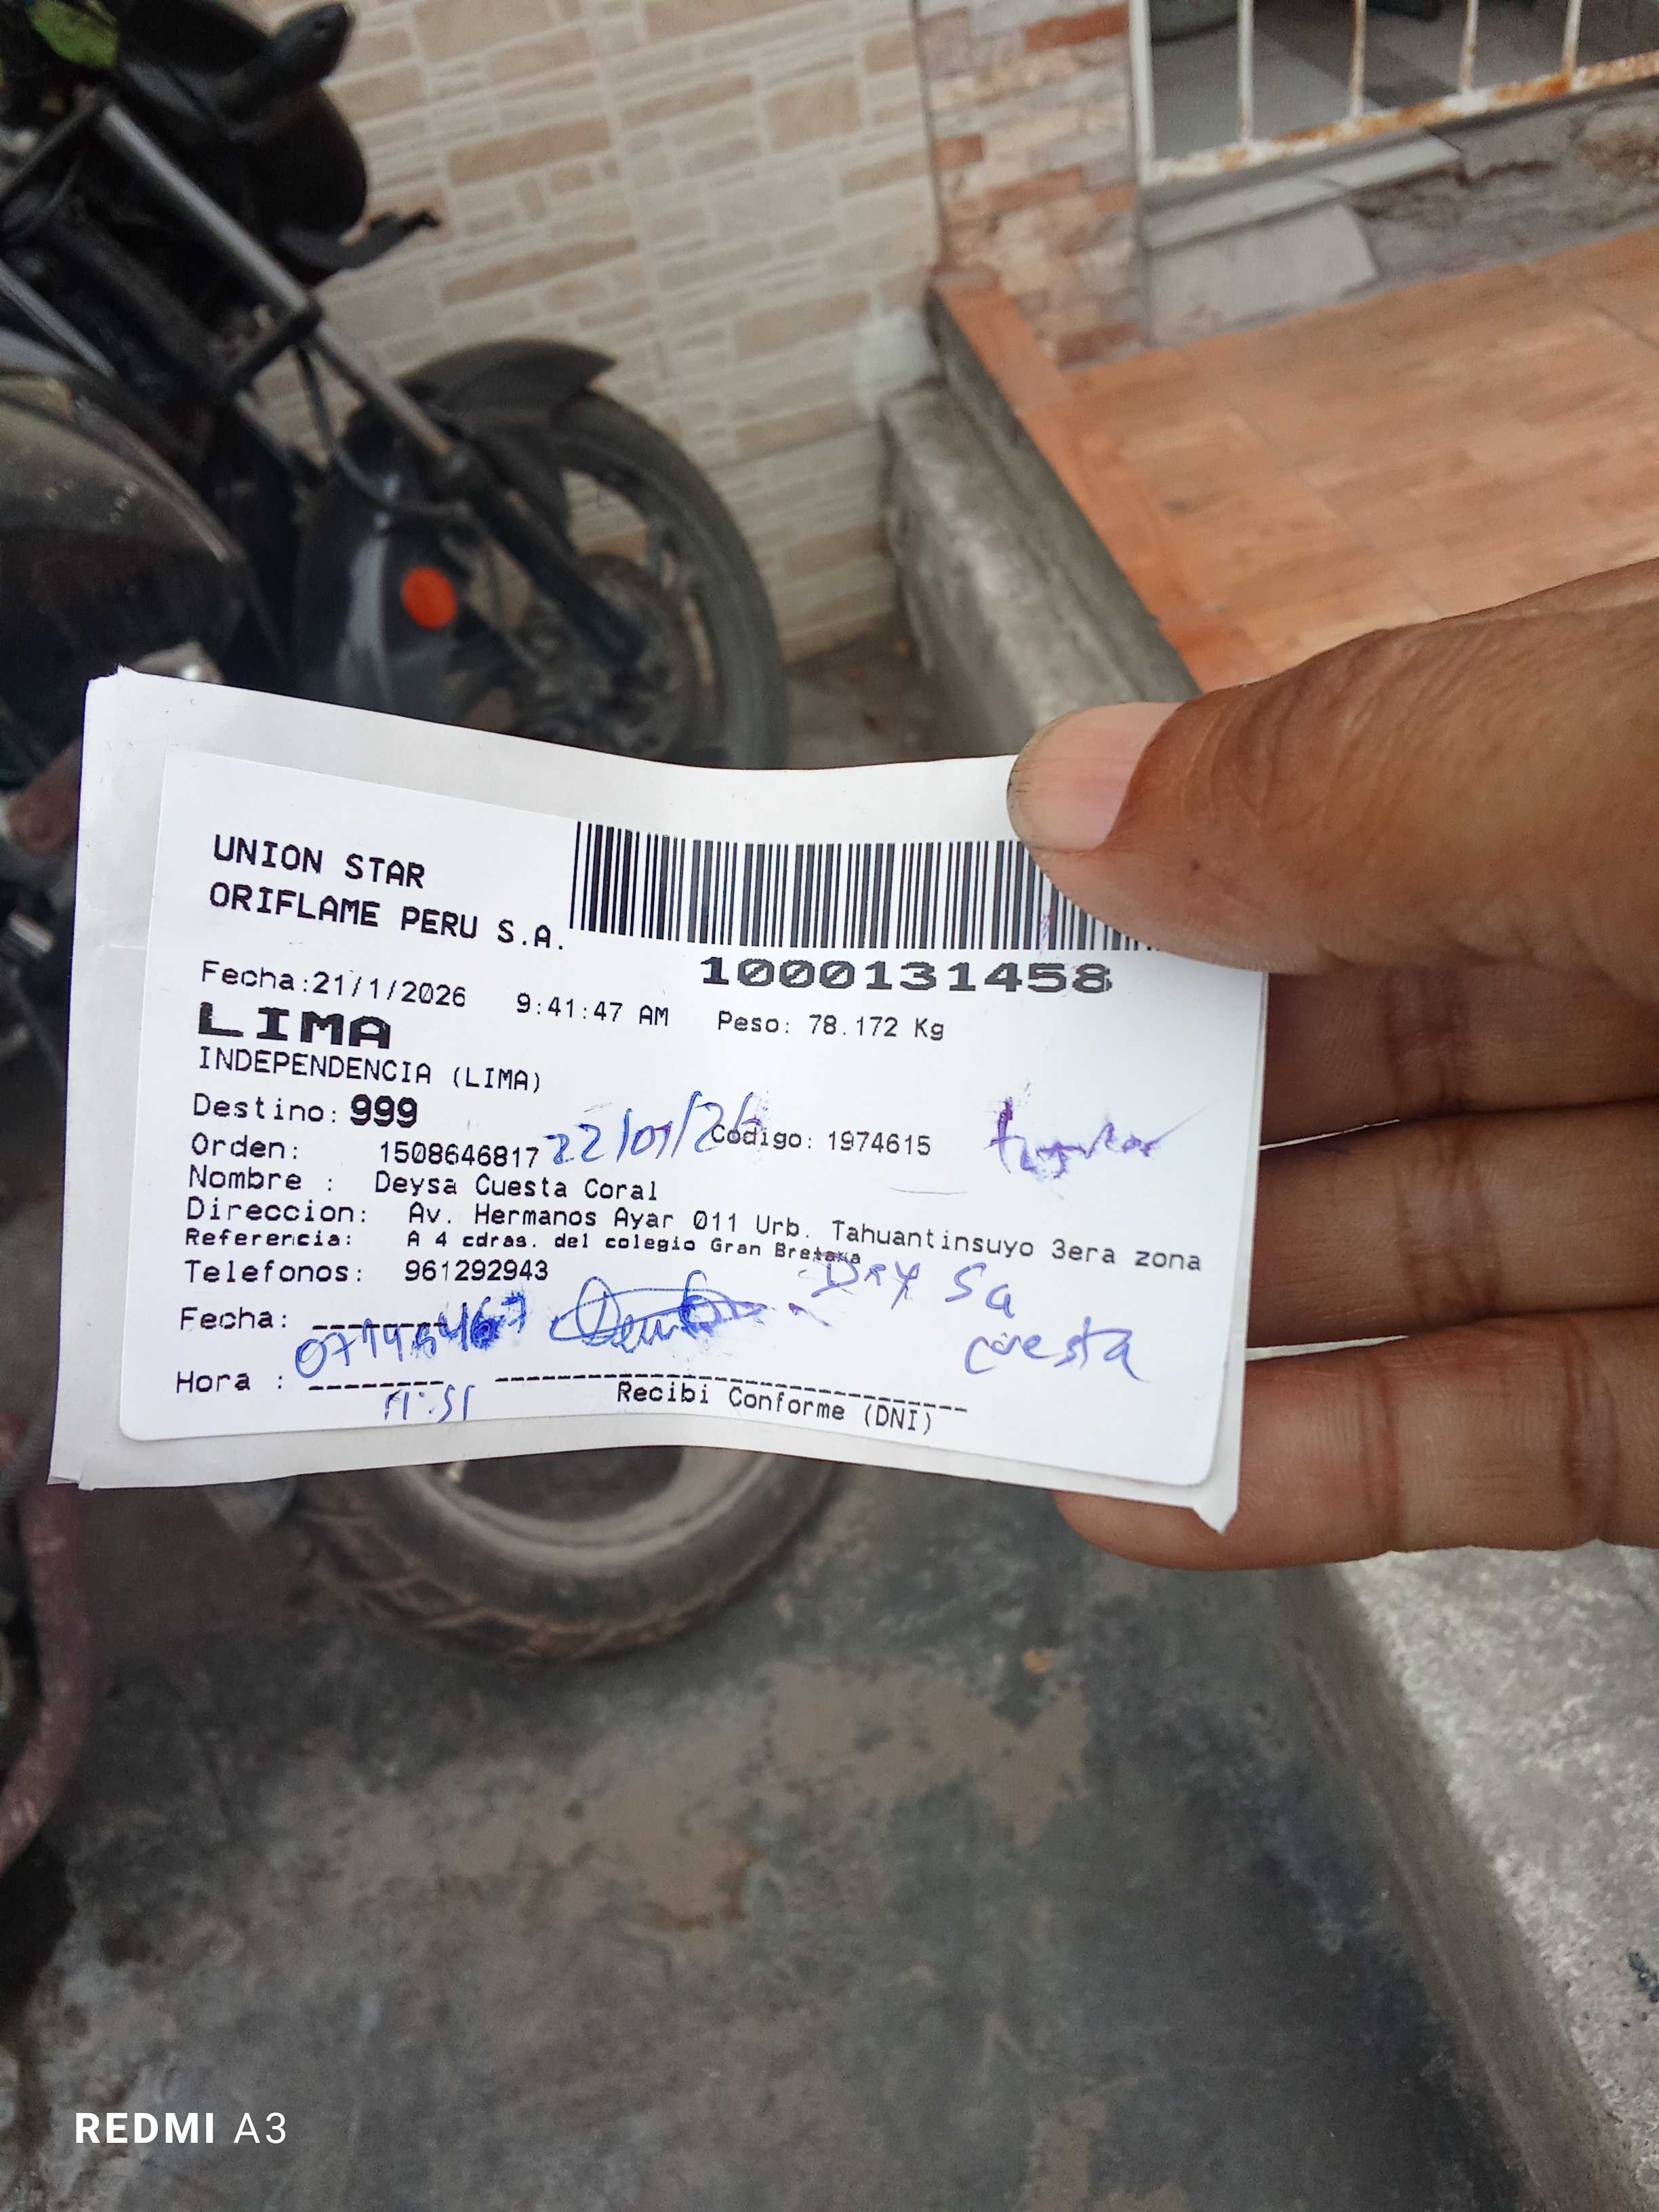 UNION STAR
ORIFLAME PERU S.A.
1000131458
Fecha:21/1/2026 9:41:47 AM Peso: 78.172 Kg
LIMA
INDEPENDENCIA (LIMA)
Destino: 999
Orden: 1508646817 22/01/26 Codigo: 1974615
Nombre : Deysa Cuesta Coral
Direccion: Av. Hermanos Ayar 011 Urb. Tahuantinsuyo 3era zona
Referencia: A 4 cdras. del colegio Gran
Telefonos: 961292943
DRY Sa
cuesta
Fecha:
Hora :
Recibi Conforme (DNI)
REDMI A3